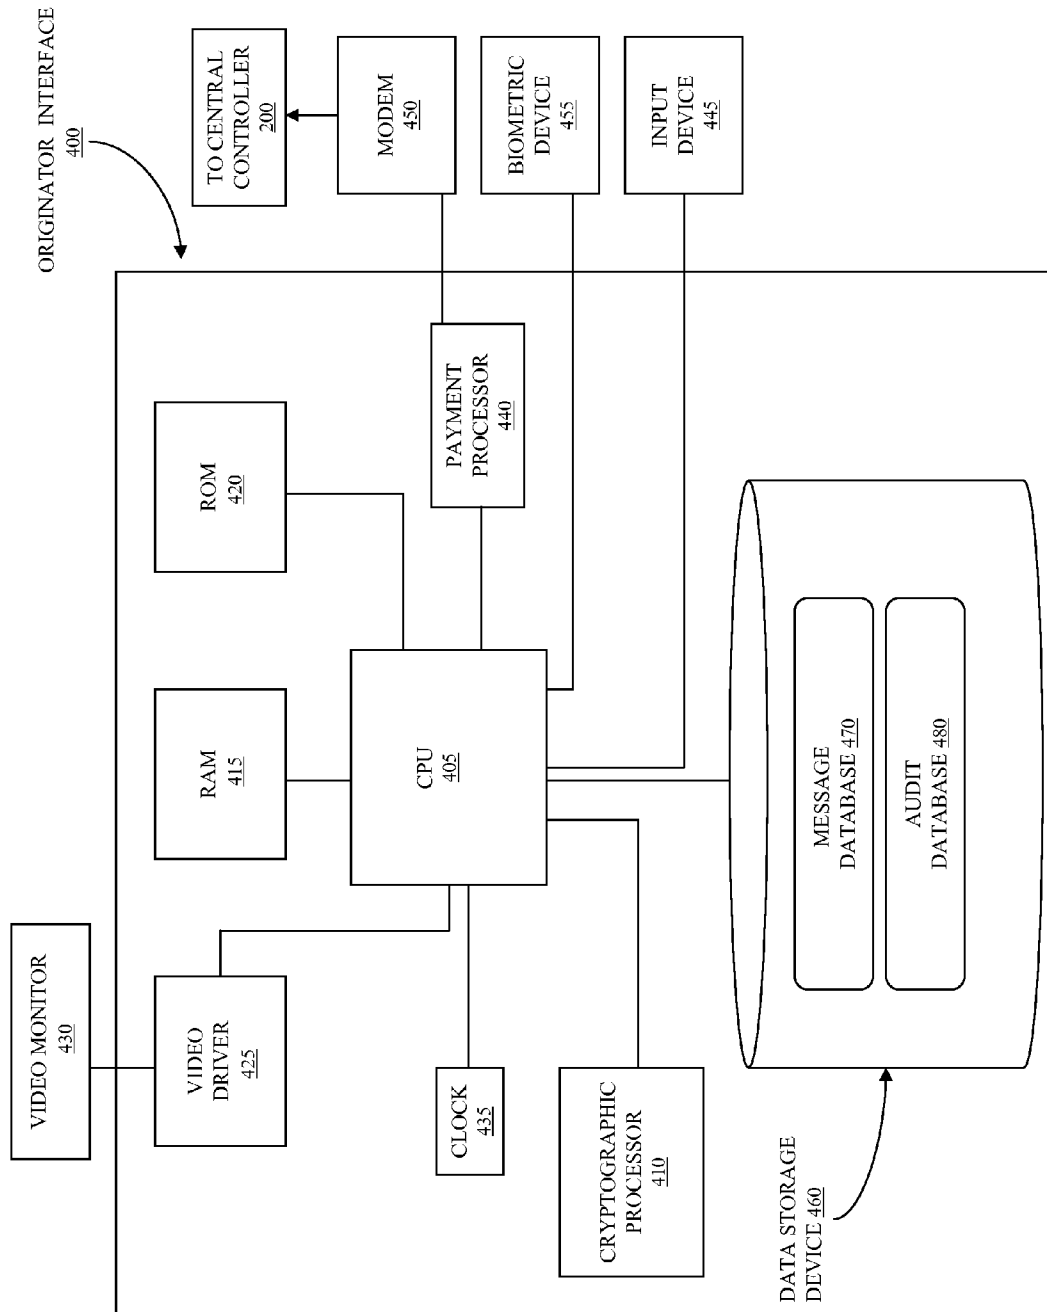 ORIGINATOR INTERFACE
400
TO CENTRAL
CONTROLLER
200
MODEM
450
BIOMETRIC
DEVICE
455
INPUT
DEVICE
445
ROM
420
PAYMENT
PROCESSOR
440
RAM
415
CPU
405
VIDEO MONITOR
430
VIDEO
DRIVER
425
CLOCK
435
CRYPTOGRAPHIC
PROCESSOR
410
MESSAGE
DATABASE 470
AUDIT
DATABASE 480
DATA STORAGE
DEVICE 460